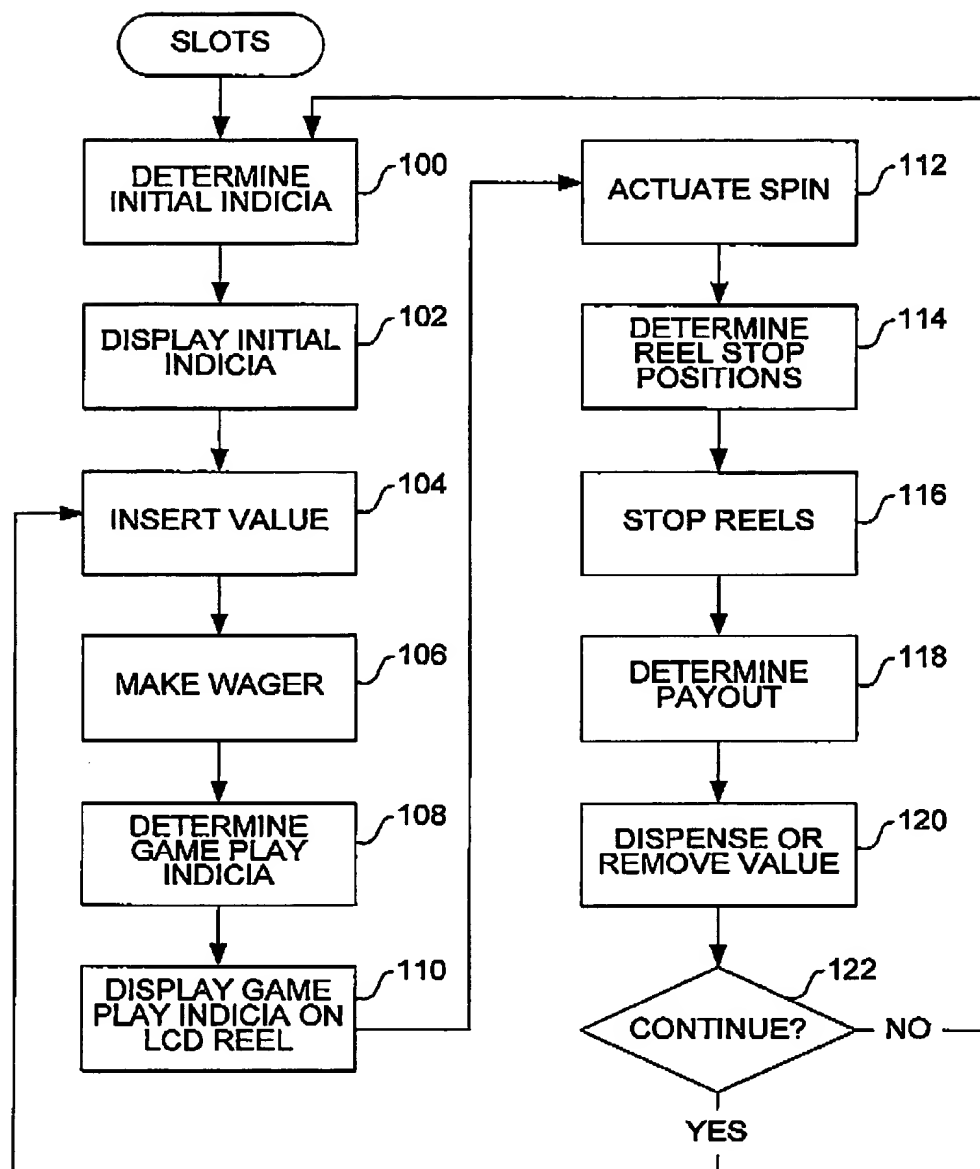 SLOTS
DETERMINE
INITIAL INDICIA
100
DISPLAY INITIAL
INDICIA
102
INSERT VALUE
104
MAKE WAGER
106
DETERMINE
GAME PLAY
INDICIA
108
DISPLAY GAME
PLAY INDICIA ON
LCD REEL
110
ACTUATE SPIN
112
DETERMINE
REEL STOP
POSITIONS
114
STOP REELS
116
DETERMINE
PAYOUT
118
DISPENSE OR
REMOVE VALUE
120
CONTINUE?
122
NO
YES